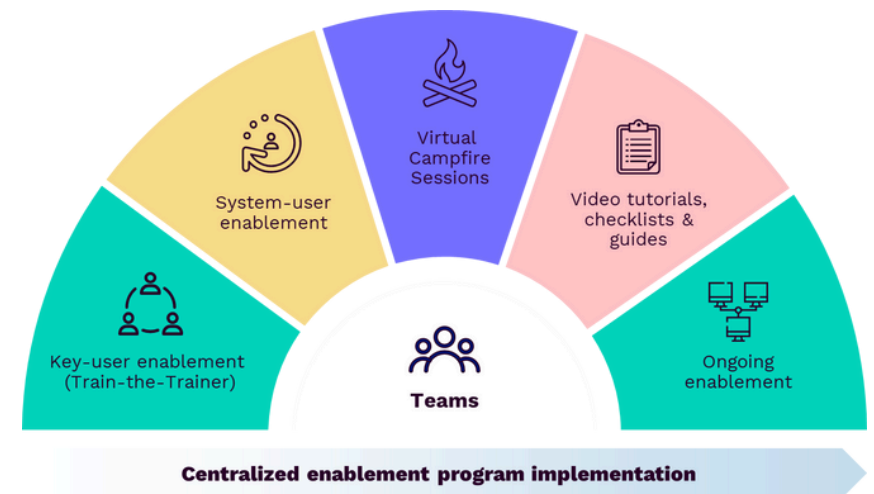 Key-user enablement
(Train-the-Trainer)
System-user
enablement
Virtual
Campfire
Sessions
Video tutorials,
checklists &
guides
Ongoing
enablement
Teams
Centralized enablement program implementation